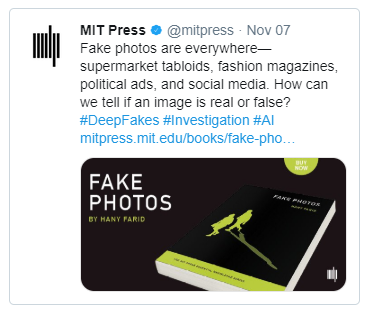 MIT Press @mitpress · Nov 07
Fake photos are everywhere—
supermarket tabloids, fashion magazines,
political ads, and social media. How can
we tell if an image is real or false?
#DeepFakes #Investigation #AI
mitpress.mit.edu/books/fake-pho…
BUY
NOW
FAKE
PHOTOS
BY HANY FARID
FAKE PHOTOS
HANY FARID